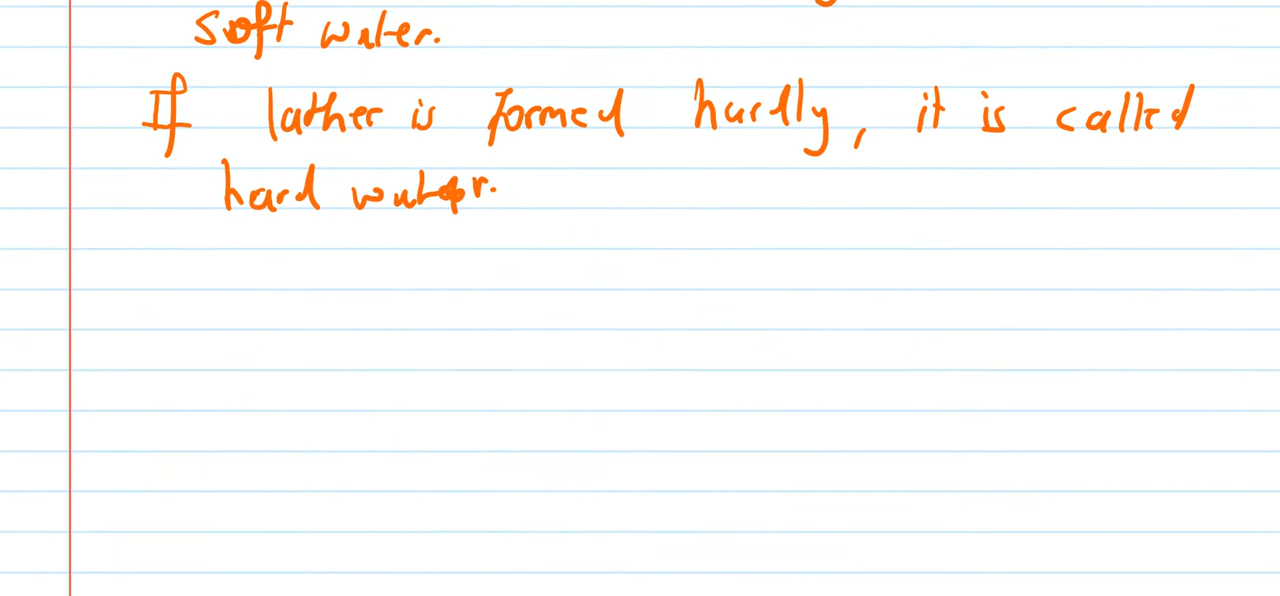 soft water.
If lather is formed hardly, it is called
hard water.